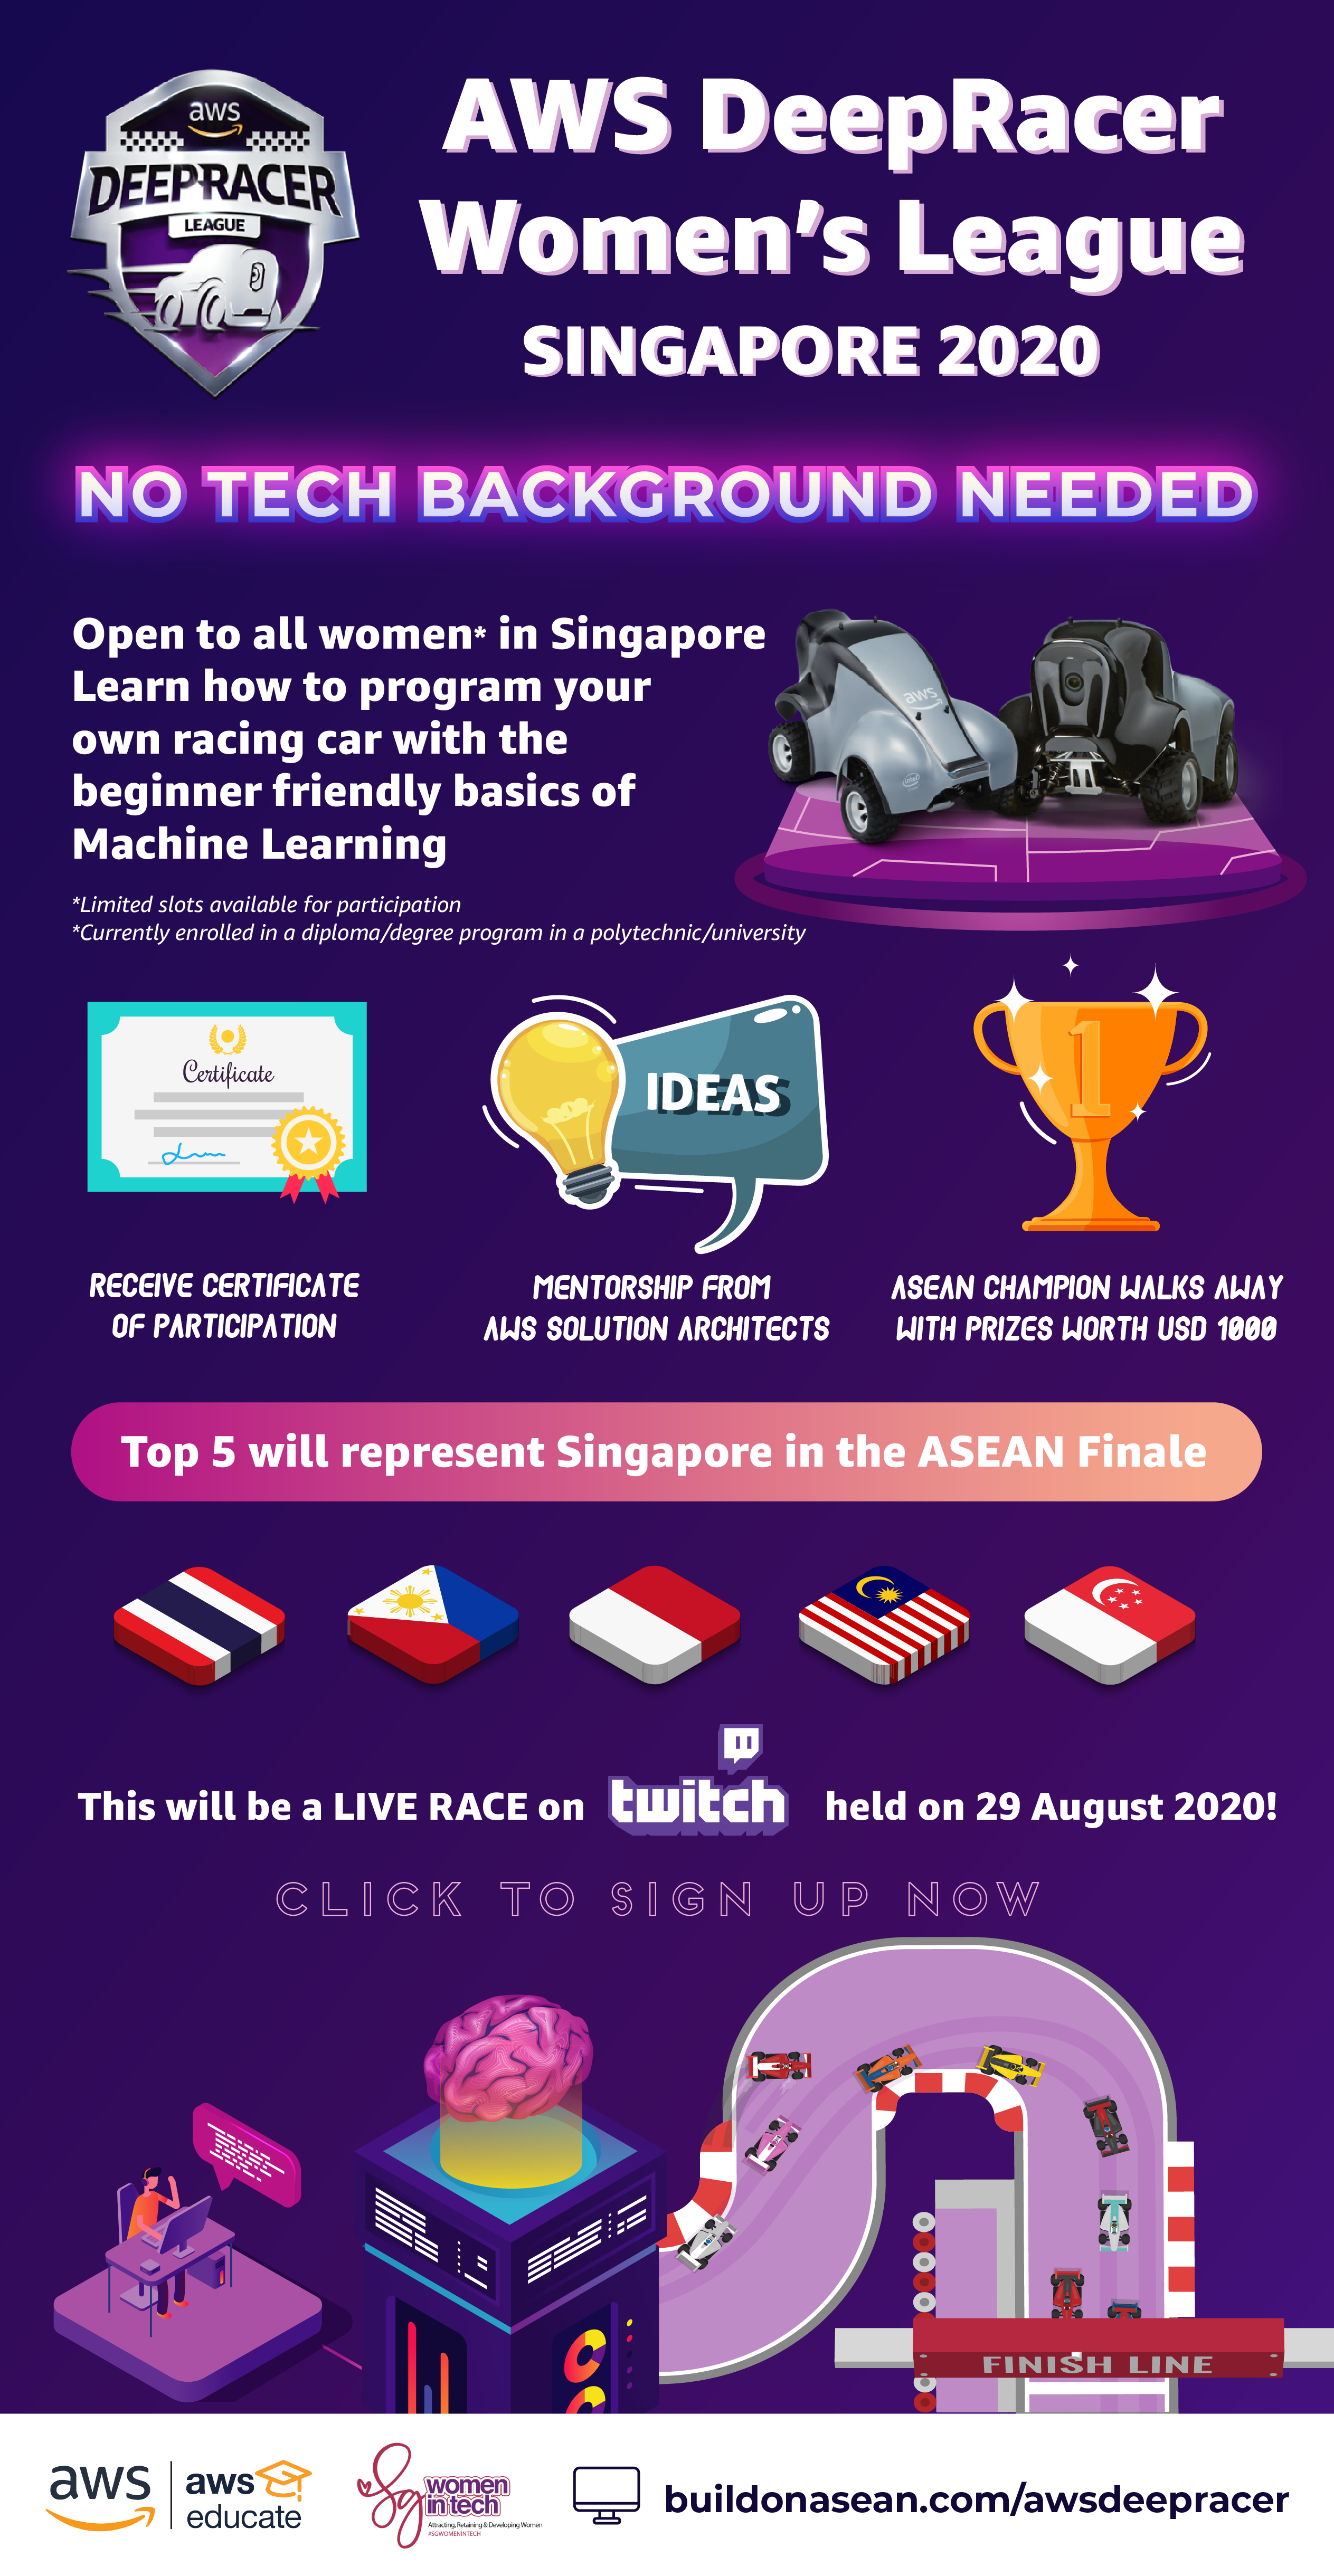 aws
DEEPRACER
LEAGUE
AWS DeepRacer
Women's League
SINGAPORE 2020
NO TECH BACKGROUND NEEDED
Open to all women* in Singapore
Learn how to program your
own racing car with the
beginner friendly basics of
Machine Learning
*Limited slots available for participation
*Currently enrolled in a diploma/degree program in a polytechnic/university
aws
intel
Certificate
IDEAS
1
RECEIVE CERTIFICATE
OF PARTICIPATION
MENTORSHIP FROM
AWS SOLUTION ARCHITECTS
ASEAN CHAMPION WALKS AWAY
WITH PRIZES WORTH USD 1000
Top 5 will represent Singapore in the ASEAN Finale
This will be a LIVE RACE on twitch held on 29 August 2020!
CLICK TO SIGN UP NOW
FINISH LINE
aws
aws educate
Sg women in tech
Attracting, Retaining & Developing Women
#SGWOMENINTECH
buildonasean.com/awsdeepracer